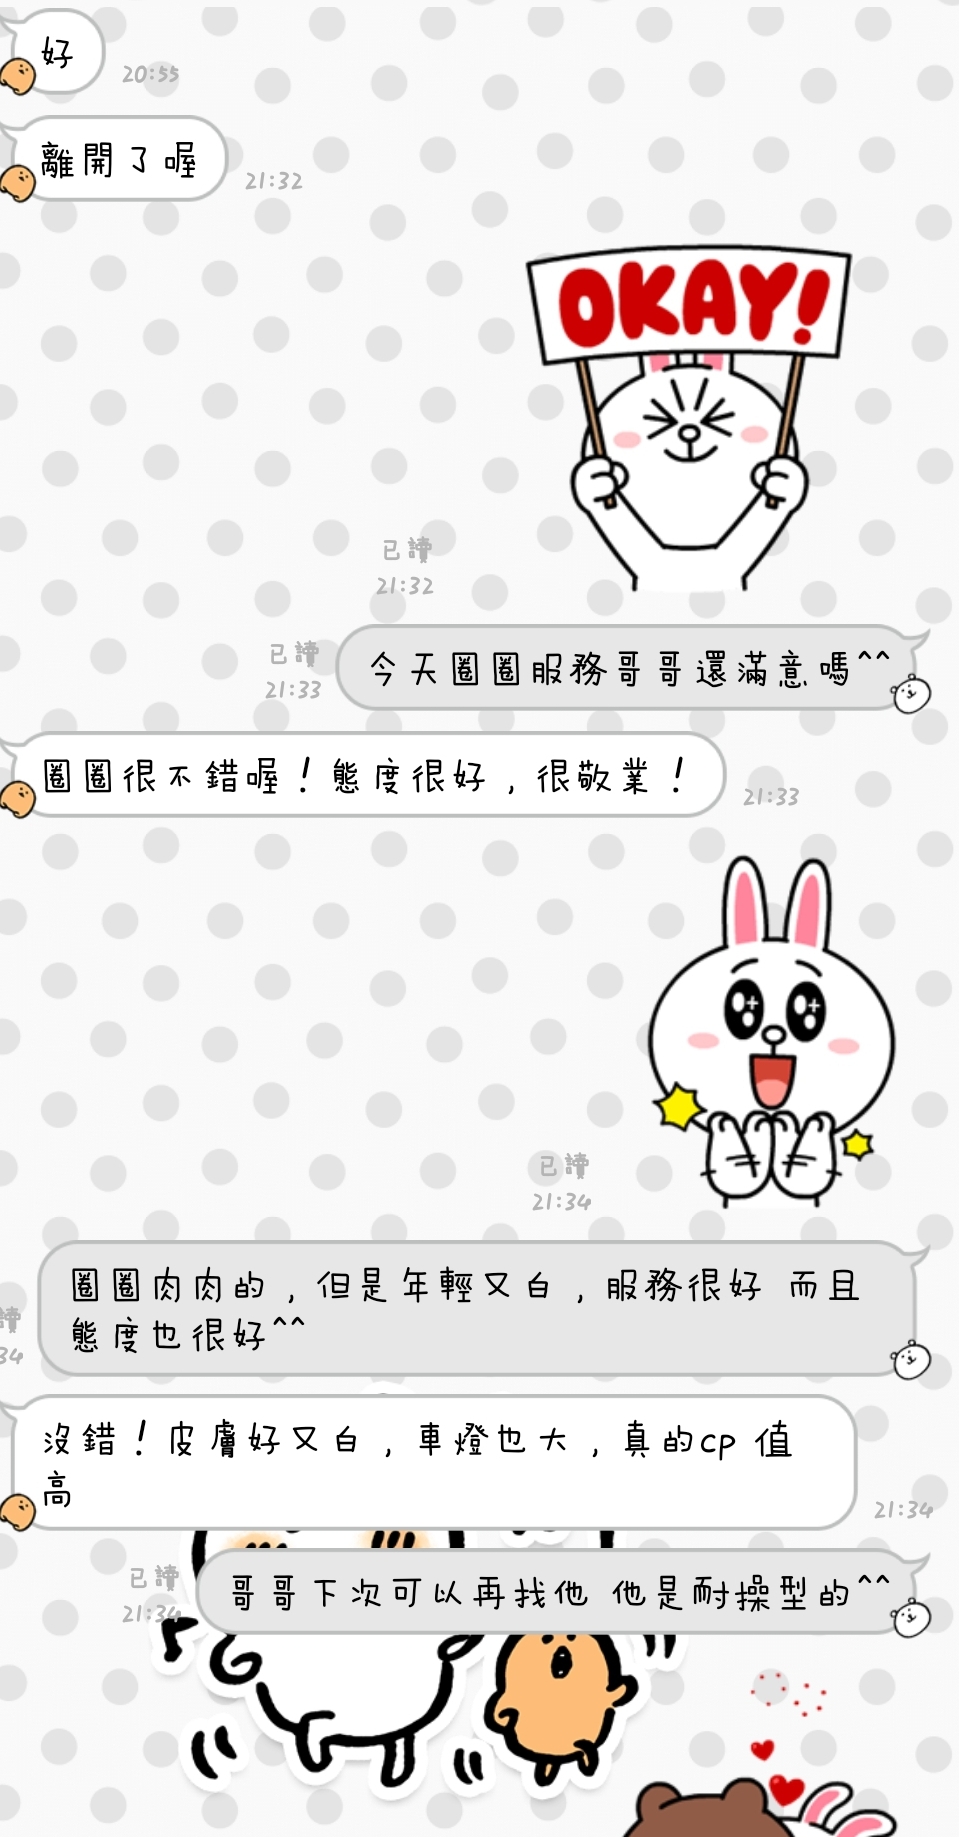 好
20:55
離開了喔
21:32
OKAY!
已讀
21:32
已讀
21:33
今天圈圈服務哥哥還滿意嗎^^
圈圈很不錯喔！態度很好，很敬業！
21:33
已讀
21:34
圈圈肉肉的，但是年輕又白，服務很好 而且
態度也很好^^
讀
34
沒錯！皮膚好又白，車燈也大，真的cp 值
高
21:34
已讀
21:34
哥哥下次可以再找他 他是耐操型的^^